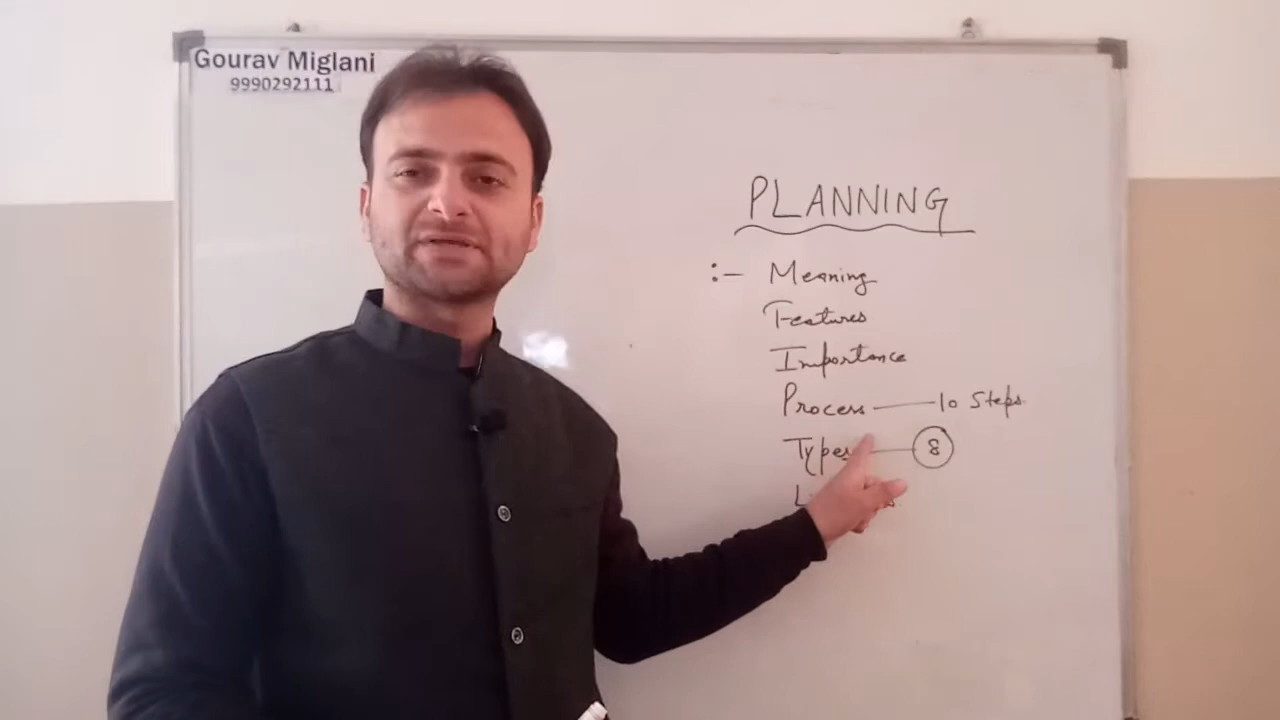 Gourav Miglani
9990292111
PLANNING
:- Meaning
Features
Importance
Process — 10 Steps
Types — 8